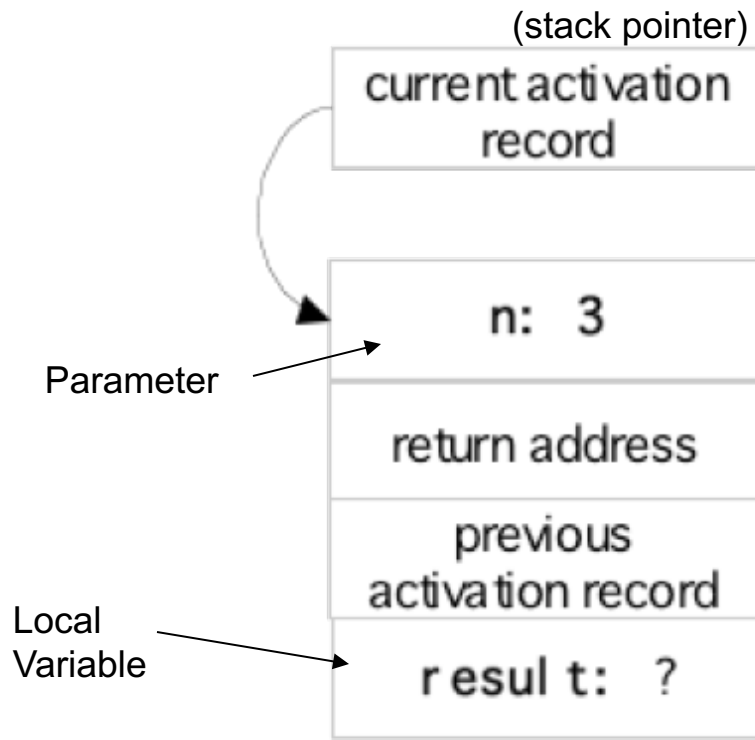 (stack pointer)
current activation
record
n: 3
Parameter
return address
previous
activation record
Local
Variable
result: ?